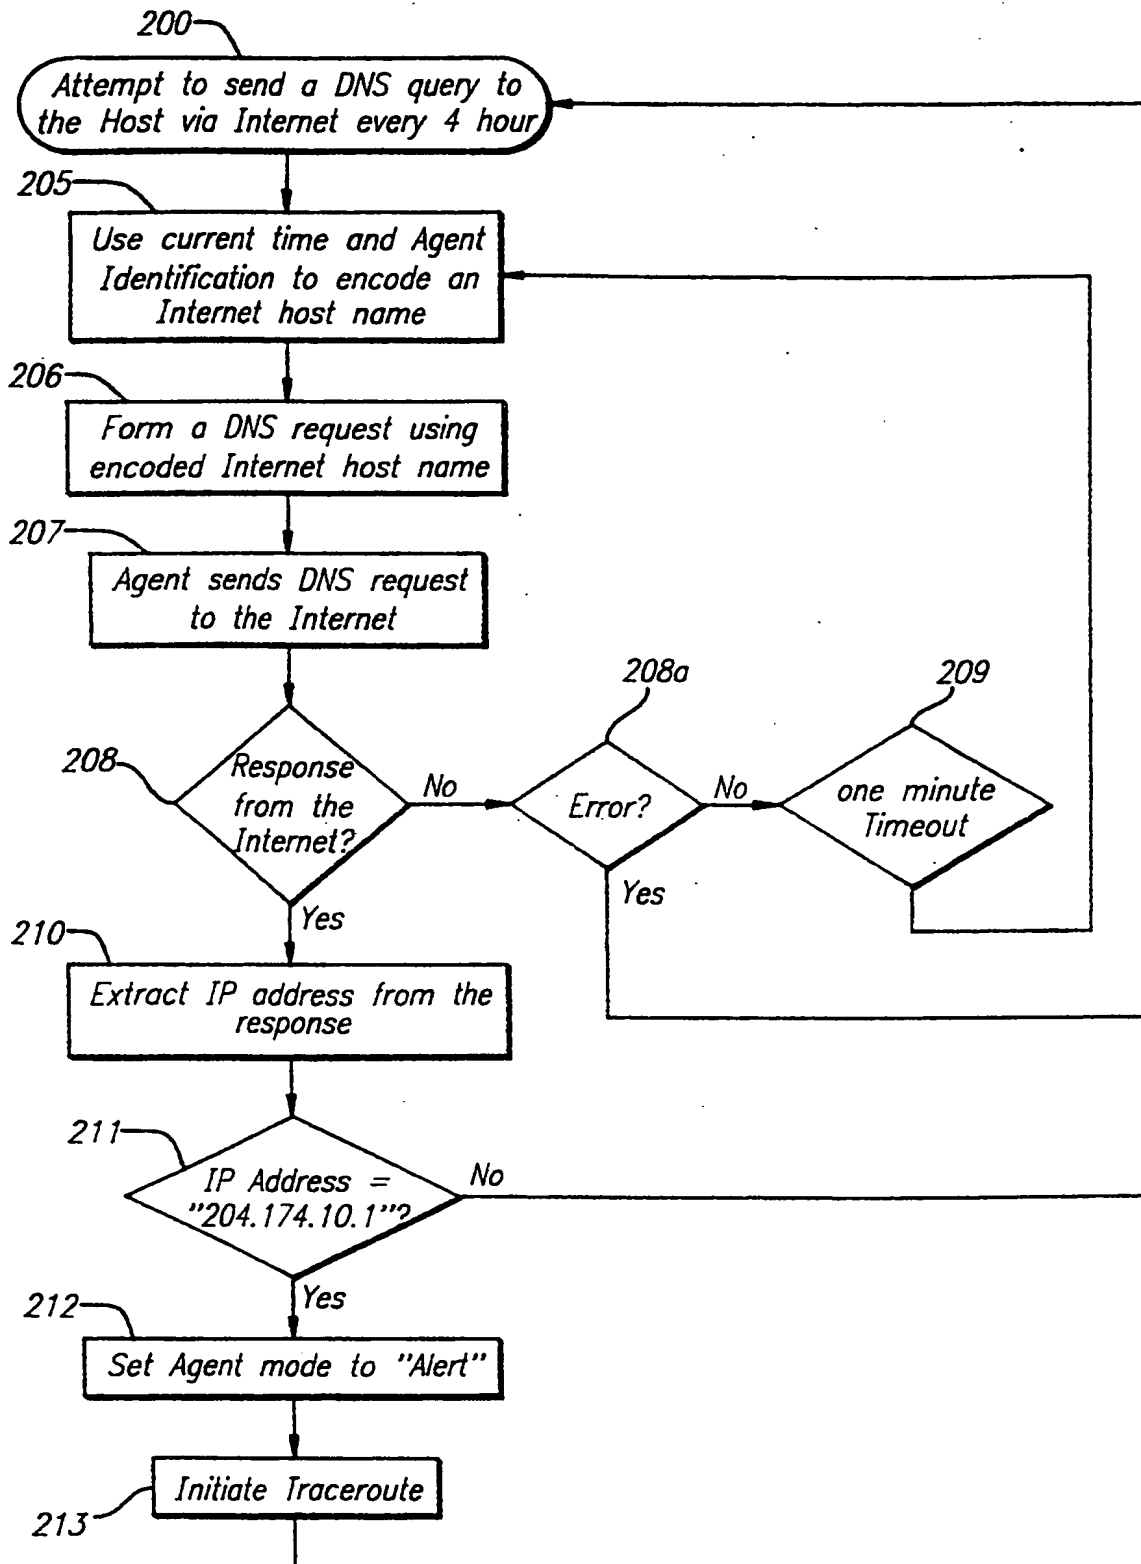 200
Attempt to send a DNS query to
the Host via Internet every 4 hour
205
Use current time and Agent
Identification to encode an
Internet host name
206
Form a DNS request using
encoded Internet host name
207
Agent sends DNS request
to the Internet
208
Response
from the
Internet?
No
208a
Error?
No
209
one minute
Timeout
Yes
Yes
210
Extract IP address from the
response
211
IP Address =
"204.174.10.1"?
No
Yes
212
Set Agent mode to "Alert"
Initiate Traceroute
213